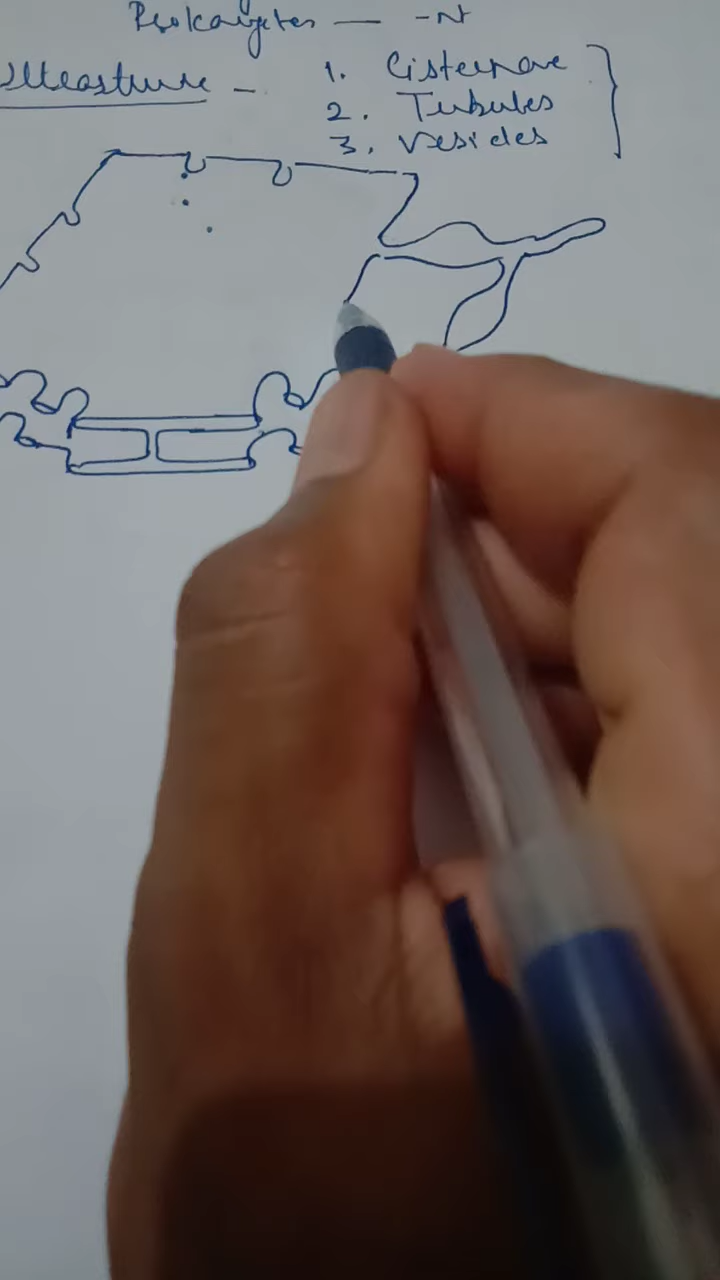 Prokaryotes — -N
Ultrastructure - 1. Cisternae
2. Tubules
3. Vesicles